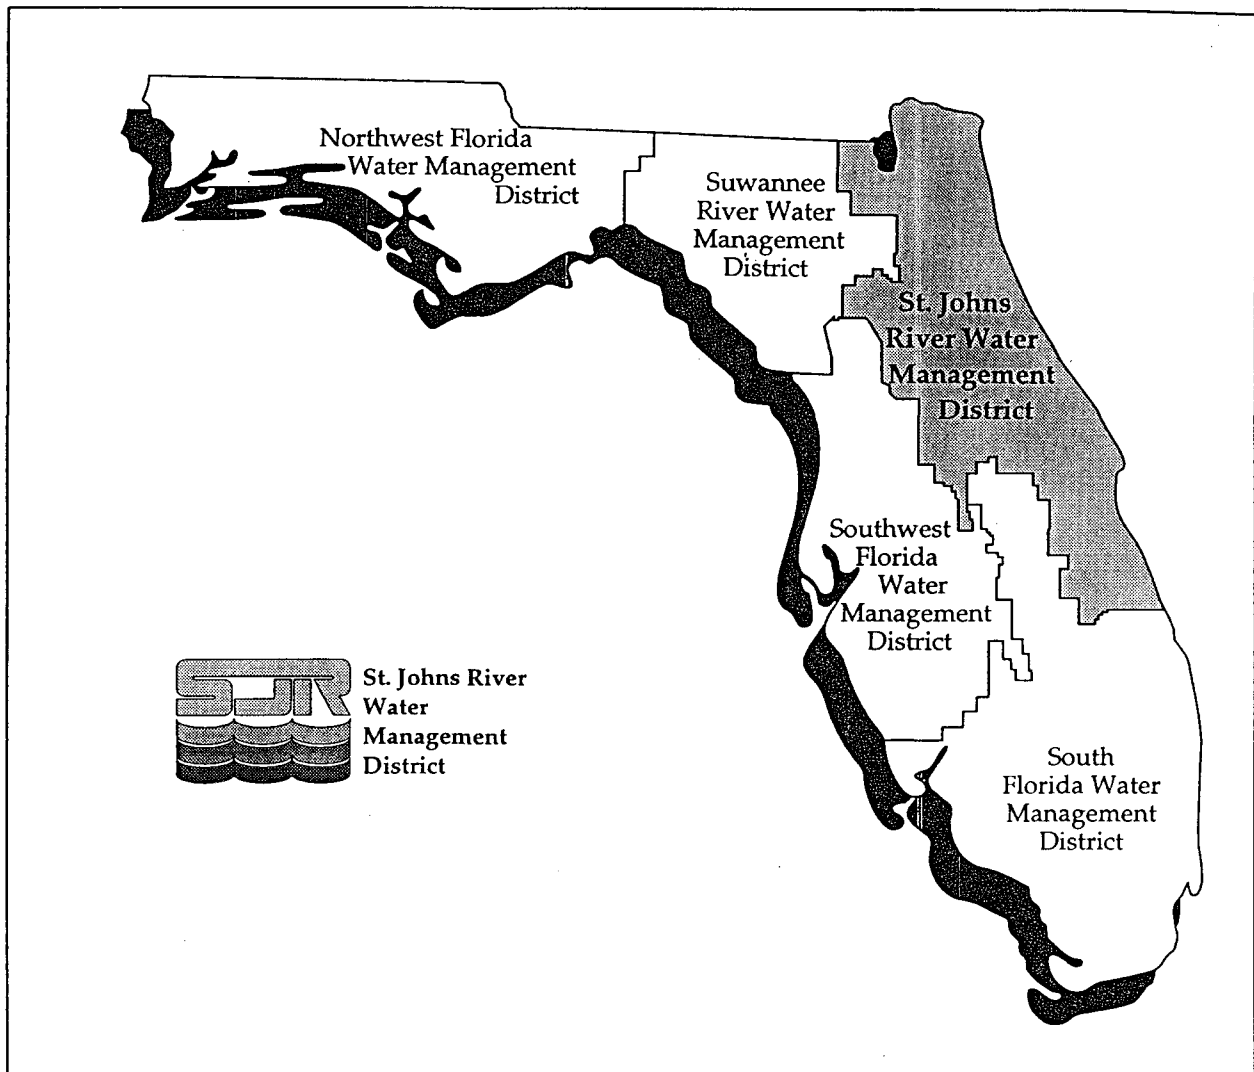 Northwest Florida
Water Management
District
Suwannee
River Water
Management
District
St. Johns
River Water
Management
District
Southwest
Florida
Water
Management
District
SJR
St. Johns River
Water
Management
District
South
Florida Water
Management
District